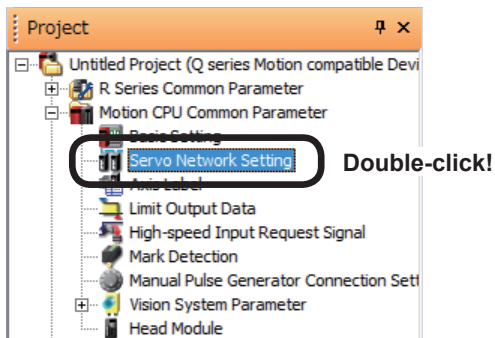 Project
Untitled Project (Q series Motion compatible Devi
R Series Common Parameter
Motion CPU Common Parameter
Basic Setting
Servo Network Setting
Double-click!
Axis Label
Limit Output Data
High-speed Input Request Signal
Mark Detection
Manual Pulse Generator Connection Sett
Vision System Parameter
Head Module